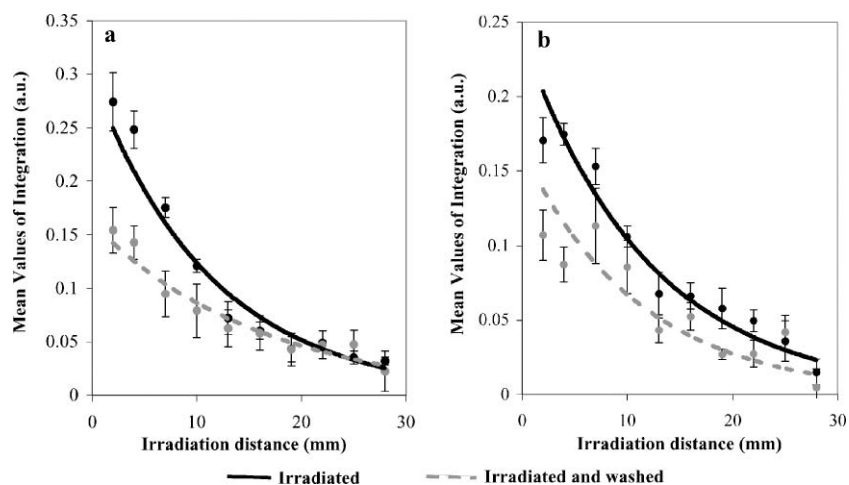 a
Mean Values of Integration (a.u.)
0.35
0.3
0.25
0.2
0.15
0.1
0.05
0
0 10 20 30
Irradiation distance (mm)
b
Mean Values of Integration (a.u.)
0.25
0.2
0.15
0.1
0.05
0
0 10 20 30
Irradiation distance (mm)
Irradiated Irradiated and washed